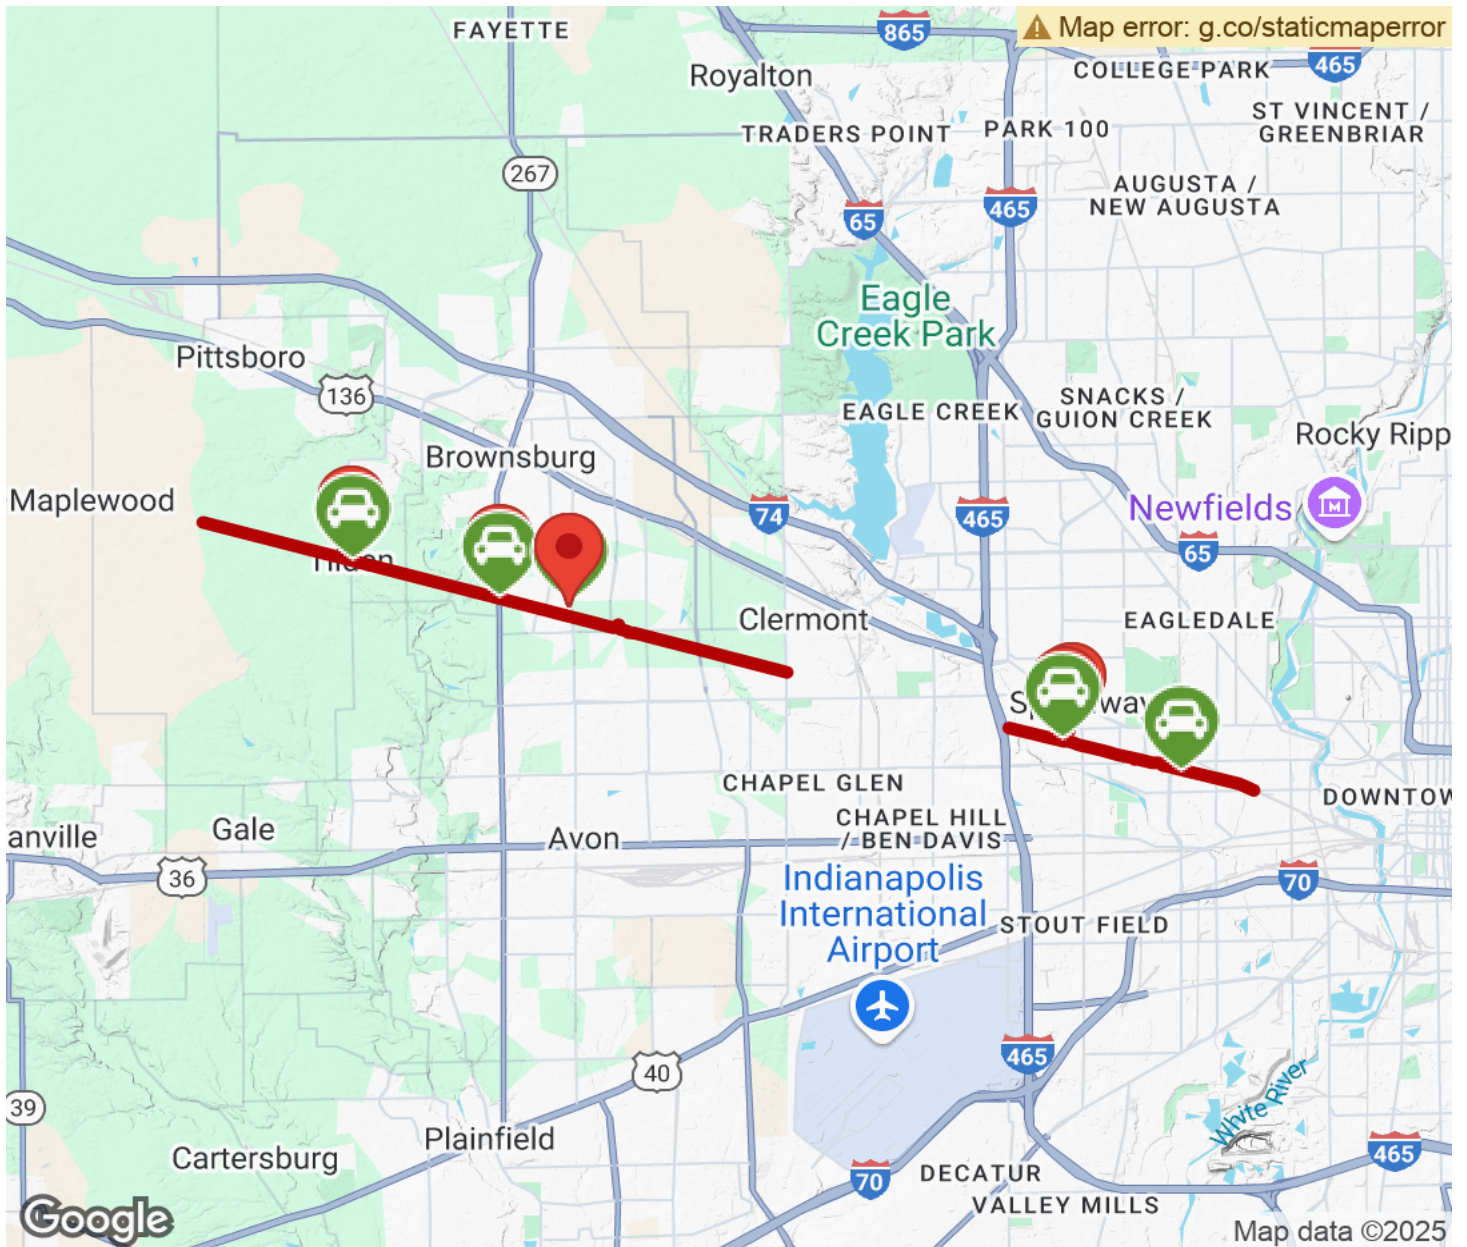 FAYETTE
865
Map error: g.co/staticmaperror
465
Royalton
COLLEGE PARK
ST VINCENT /
GREENBRIAR
TRADERS POINT
PARK 100
267
AUGUSTA /
NEW AUGUSTA
65
465
Eagle
Creek Park
Pittsboro
136
EAGLE CREEK
SNACKS /
GUION CREEK
Rocky Ripp
Brownsburg
Maplewood
74
465
Newfields
M
65
Clermont
EAGLEDALE
CHAPEL GLEN
DOWNTOW
anville
Gale
Avon
CHAPEL HILL
/ BEN DAVIS
36
70
Indianapolis
International
Airport
STOUT FIELD
40
465
39
White River
Plainfield
Cartersburg
70
DECATUR
465
VALLEY MILLS
Google
Map data ©2025